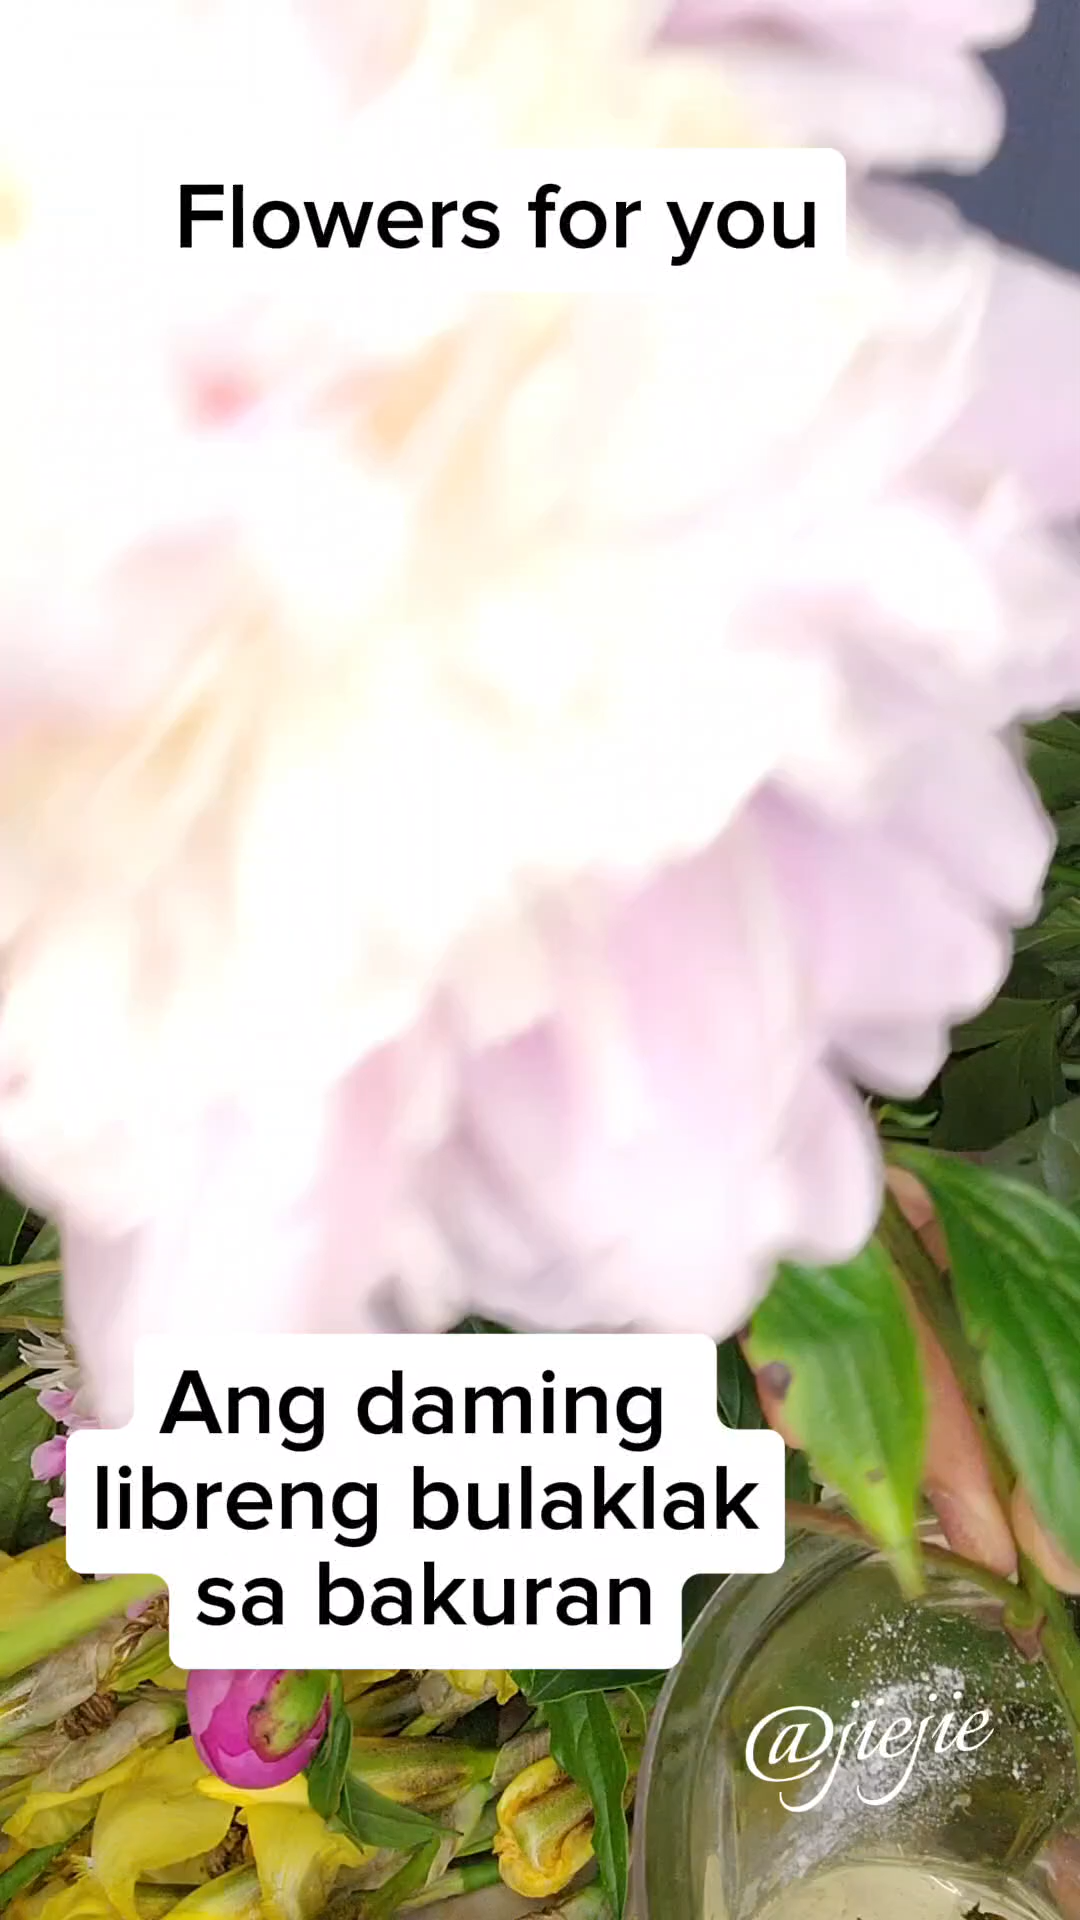 Flowers for you
Ang daming
libreng bulaklak
sa bakuran
@jiejie